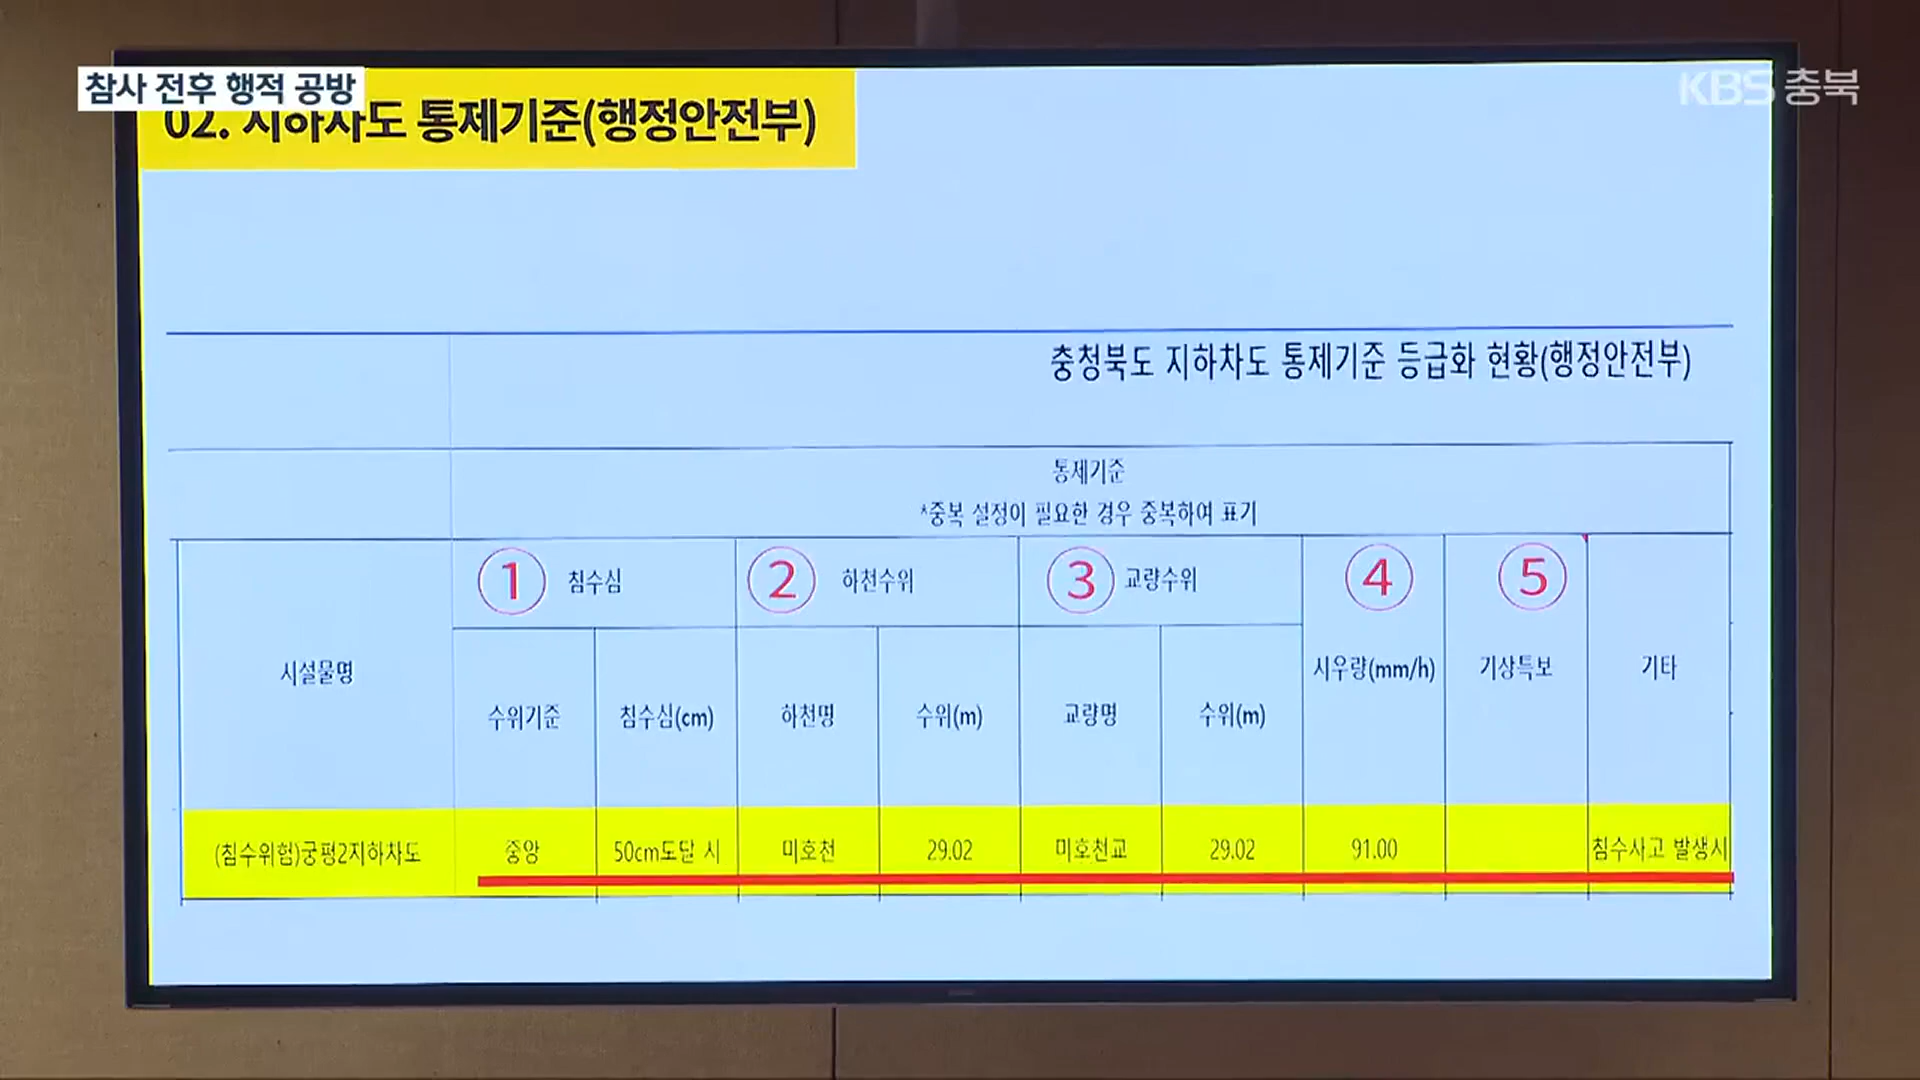 참사 전후 행적 공방
KBS 충북
02. 지하차도 통제기준(행정안전부)
충청북도 지하차도 통제기준 등급화 현황(행정안전부)
통제기준
*중복 설정이 필요한 경우 중복하여 표기
시설물명
① 침수심
② 하천수위
③ 교량수위
④ 시우량(mm/h)
⑤ 기상특보
기타
수위기준
침수심(cm)
하천명
수위(m)
교량명
수위(m)
(침수위험)궁평2지하차도
중앙
50cm도달 시
미호천
29.02
미호천교
29.02
91.00
침수사고 발생시